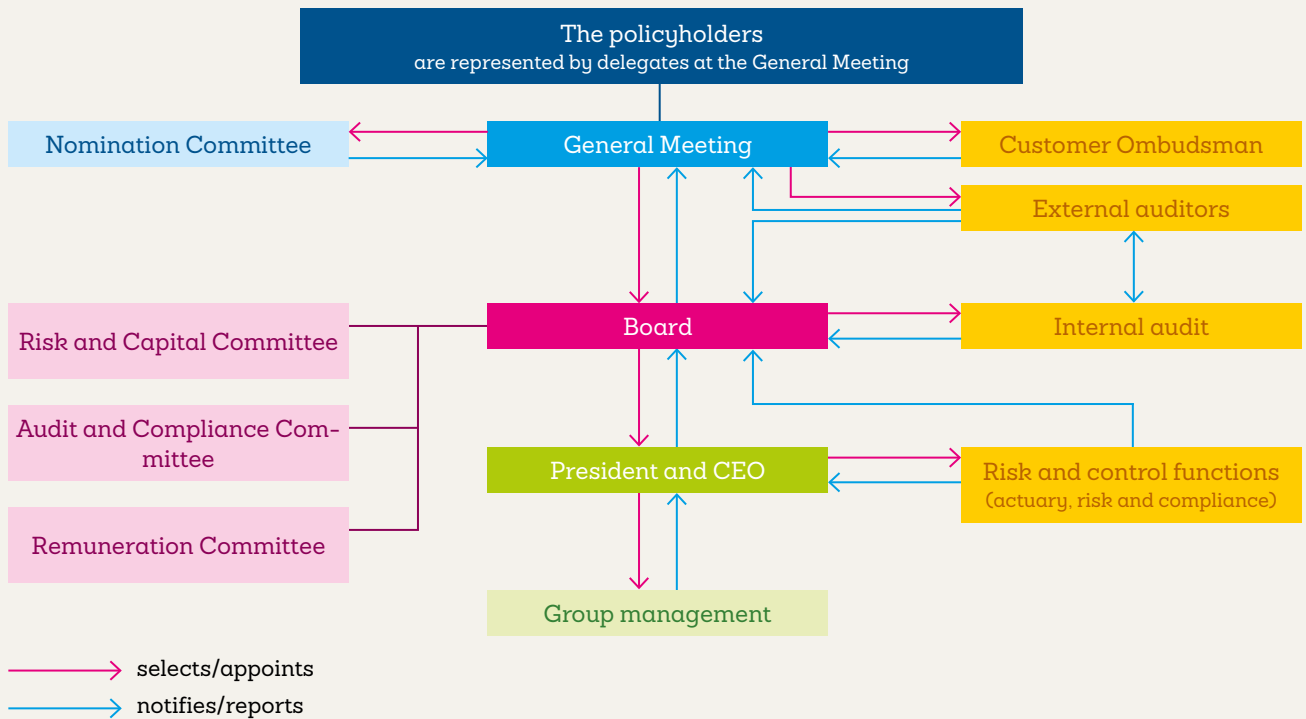 The policyholders
are represented by delegates at the General Meeting
Nomination Committee
General Meeting
Customer Ombudsman
External auditors
Risk and Capital Committee
Board
Internal audit
Audit and Compliance Com-
mittee
President and CEO
Risk and control functions
(actuary, risk and compliance)
Remuneration Committee
Group management
selects/appoints
notifies/reports